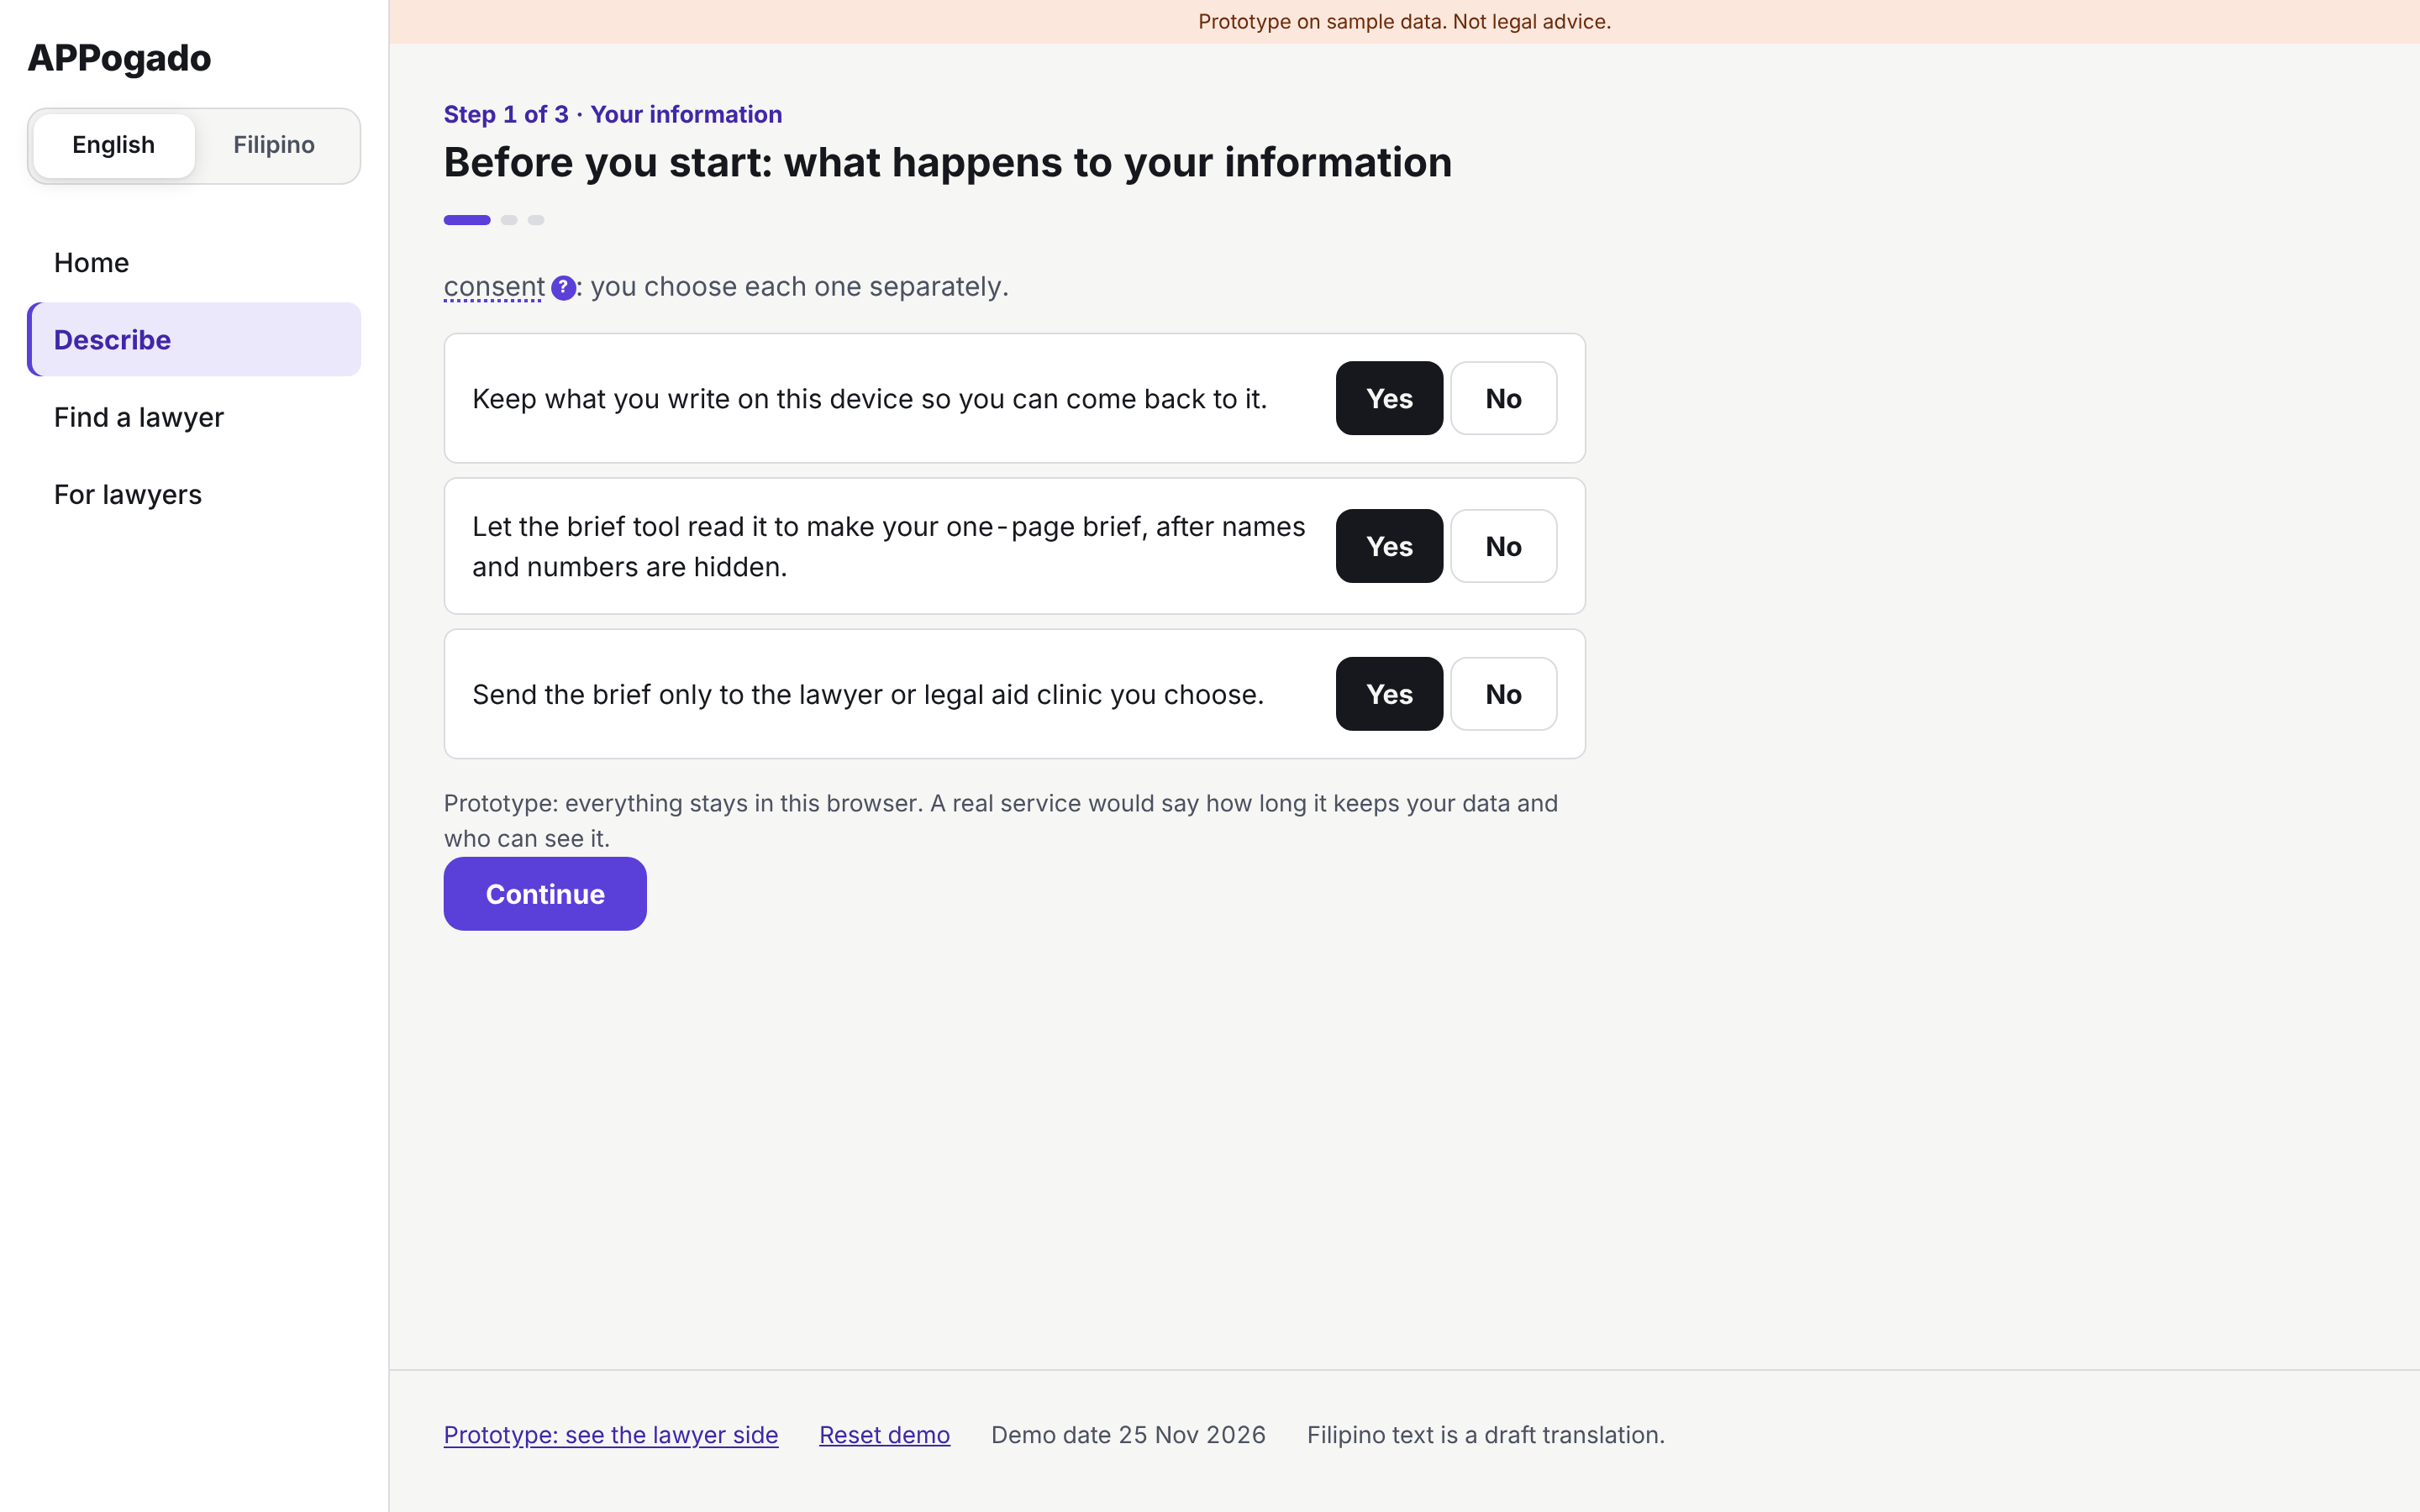 Prototype on sample data. Not legal advice.
APPogado
English
Filipino
Home
Describe
Find a lawyer
For lawyers
Step 1 of 3 · Your information
Before you start: what happens to your information
consent ?: you choose each one separately.
Keep what you write on this device so you can come back to it.
Yes
No
Let the brief tool read it to make your one-page brief, after names
and numbers are hidden.
Yes
No
Send the brief only to the lawyer or legal aid clinic you choose.
Yes
No
Prototype: everything stays in this browser. A real service would say how long it keeps your data and
who can see it.
Continue
Prototype: see the lawyer side
Reset demo
Demo date 25 Nov 2026
Filipino text is a draft translation.